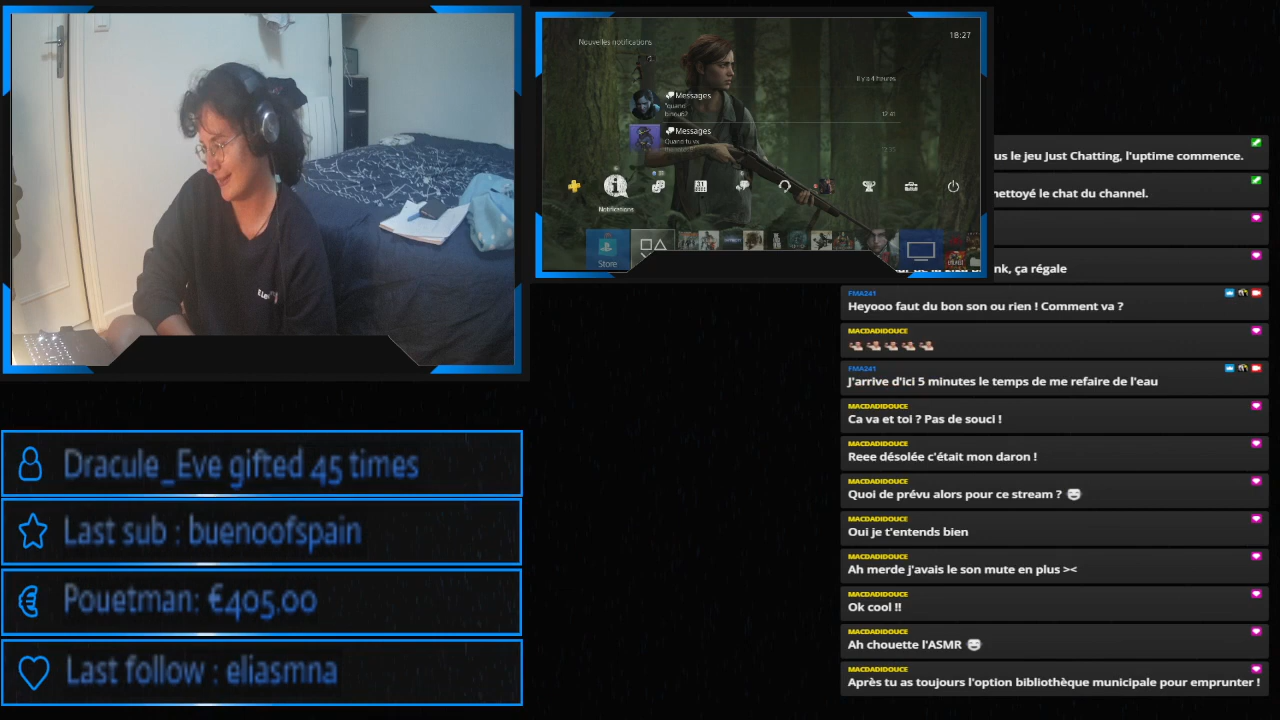 Nouvelles notifications
18:27
Il y a 4 heures
Messages
17:41
Messages
Quand tu vx
Notifications
Store
us le jeu Just Chatting, l'uptime commence.
nettoyé le chat du channel.
nk, ça régale
FMA241
Heyooo faut du bon son ou rien ! Comment va ?
MACDADIDOUCE
FMA241
J'arrive d'ici 5 minutes le temps de me refaire de l'eau
MACDADIDOUCE
Ca va et toi ? Pas de souci !
MACDADIDOUCE
Reee désolée c'était mon daron !
MACDADIDOUCE
Quoi de prévu alors pour ce stream ?
MACDADIDOUCE
Oui je t'entends bien
MACDADIDOUCE
Ah merde j'avais le son mute en plus ><
MACDADIDOUCE
Ok cool !!
MACDADIDOUCE
Ah chouette l'ASMR
MACDADIDOUCE
Après tu as toujours l'option bibliothèque municipale pour emprunter !
Dracule_Eve gifted 45 times
Last sub : buenoofspain
Pouetman: €405.00
Last follow : eliasmna